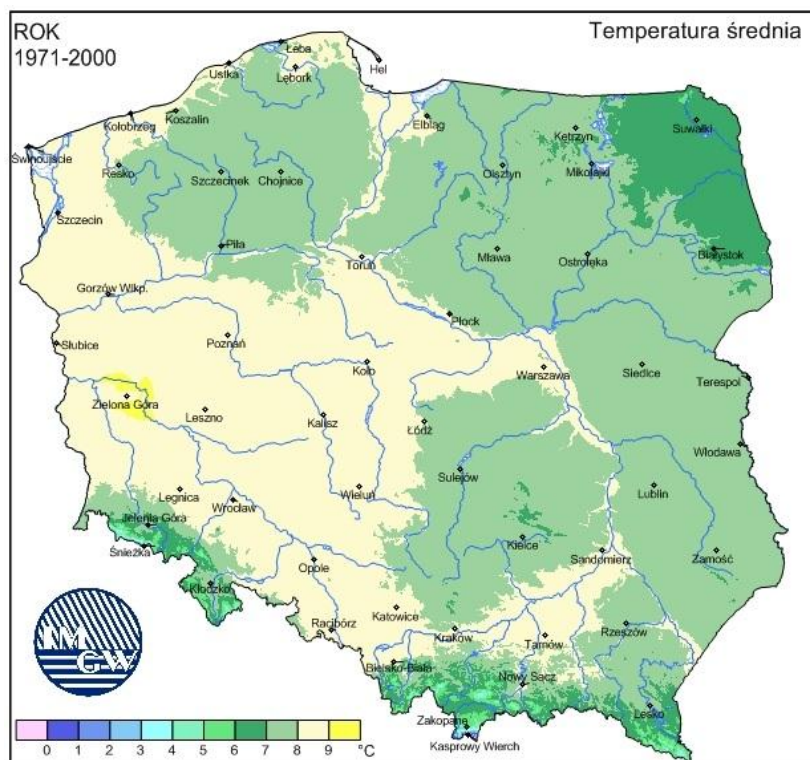 ROK
1971-2000
Temperatura średnia
Łeba
Hel
Ustka
Lębork
Kołobrzeg
Koszalin
Elbląg
Kętrzyn
Suwałki
Świnoujście
Resko
Szczecinek
Chojnice
Olsztyn
Mikołajki
Szczecin
Piła
Toruń
Mława
Ostrołęka
Białystok
Gorzów Wlkp.
Płock
Słubice
Poznań
Koło
Warszawa
Siedlce
Terespol
Zielona Góra
Leszno
Kalisz
Łódź
Sulejów
Włodawa
Legnica
Wrocław
Wieluń
Lublin
Jelenia Góra
Śnieżka
Opole
Kielce
Sandomierz
Zamość
Kłodzko
Racibórz
Katowice
Kraków
Tarnów
Rzeszów
Bielsko-Biała
Nowy Sącz
Lesko
Zakopane
Kasprowy Wierch
IMGW
0 1 2 3 4 5 6 7 8 9 °C